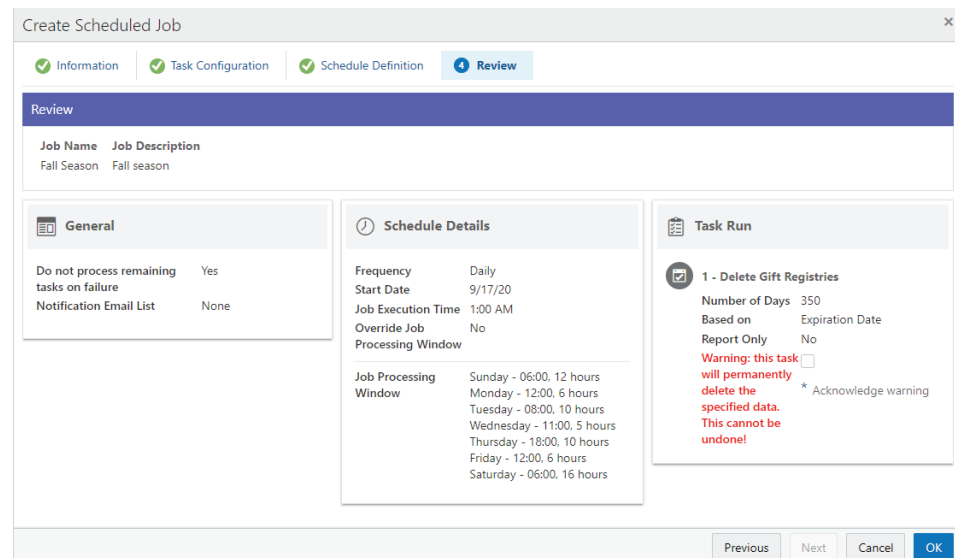 Create Scheduled Job ×
Information Task Configuration Schedule Definition 4 Review
Review
Job Name Job Description
Fall Season Fall season
General
Do not process remaining Yes
tasks on failure
Notification Email List None
Schedule Details
Frequency Daily
Start Date 9/17/20
Job Execution Time 1:00 AM
Override Job No
Processing Window
Job Processing Sunday - 06:00, 12 hours
Window Monday - 12:00, 6 hours
Tuesday - 08:00, 10 hours
Wednesday - 11:00, 5 hours
Thursday - 18:00, 10 hours
Friday - 12:00, 6 hours
Saturday - 06:00, 16 hours
Task Run
1 - Delete Gift Registries
Number of Days 350
Based on Expiration Date
Report Only No
Warning: this task
will permanently
delete the * Acknowledge warning
specified data.
This cannot be
undone!
Previous Next Cancel OK